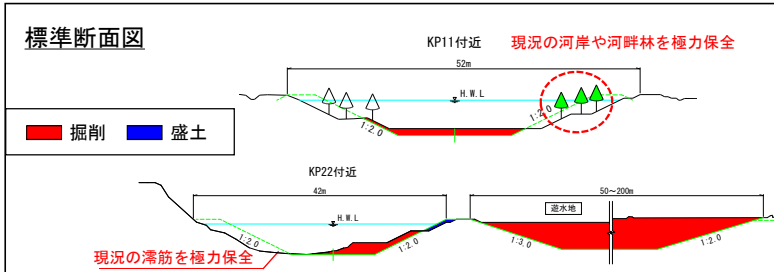 標準断面図
KP11付近
現況の河岸や河畔林を極力保全
52m
H.W.L
1:2.0
1:2.0
掘削
盛土
KP22付近
42m
50~200m
H.W.L
遊水地
1:2.0
1:2.0
1:3.0
1:2.0
現況の澪筋を極力保全